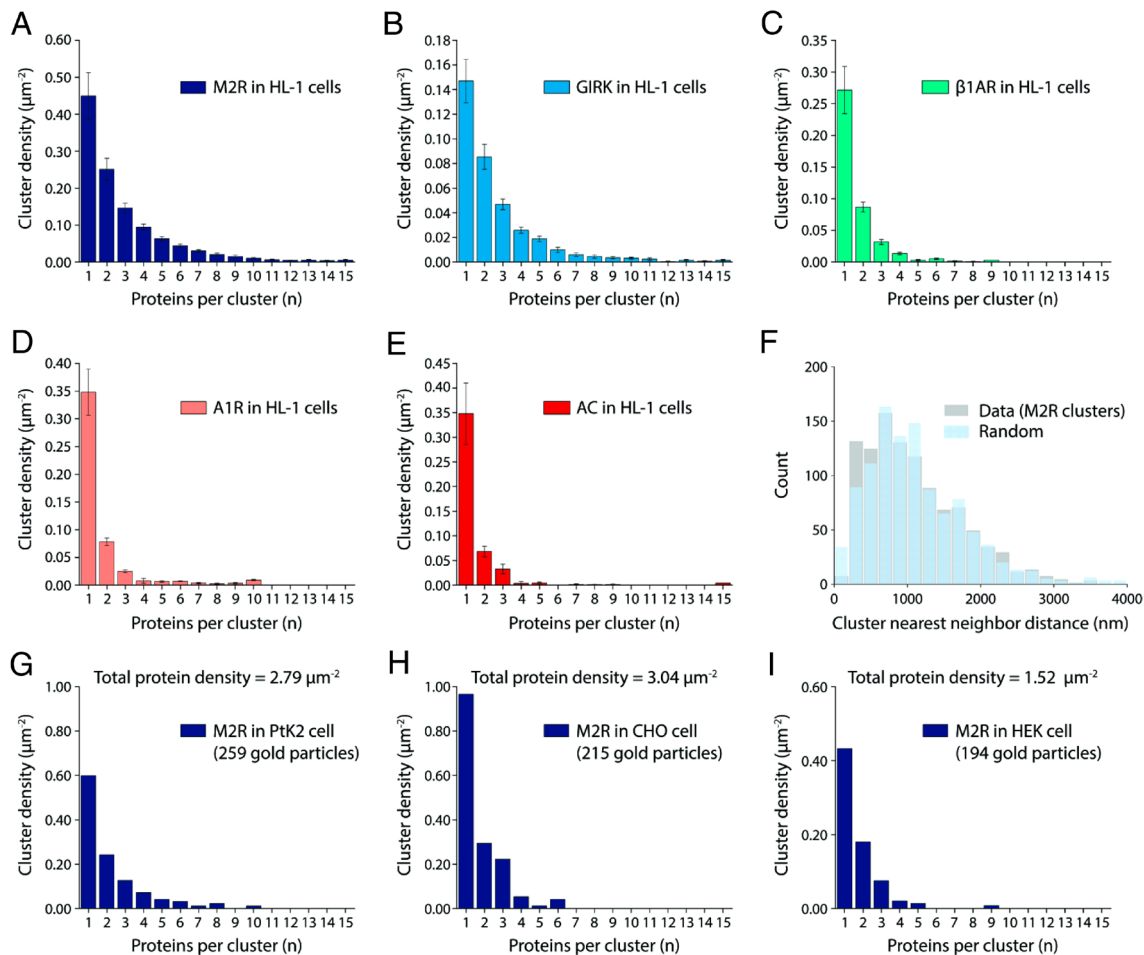 A
Cluster density (µm⁻²)
0.60
0.50
0.40
0.30
0.20
0.10
0.00
M2R in HL-1 cells
1 2 3 4 5 6 7 8 9 10 11 12 13 14 15
Proteins per cluster (n)
B
Cluster density (µm⁻²)
0.18
0.16
0.14
0.12
0.10
0.08
0.06
0.04
0.02
0.00
GIRK in HL-1 cells
1 2 3 4 5 6 7 8 9 10 11 12 13 14 15
Proteins per cluster (n)
C
Cluster density (µm⁻²)
0.35
0.30
0.25
0.20
0.15
0.10
0.05
0.00
β1AR in HL-1 cells
1 2 3 4 5 6 7 8 9 10 11 12 13 14 15
Proteins per cluster (n)
D
Cluster density (µm⁻²)
0.40
0.35
0.30
0.25
0.20
0.15
0.10
0.05
0.00
A1R in HL-1 cells
1 2 3 4 5 6 7 8 9 10 11 12 13 14 15
Proteins per cluster (n)
E
Cluster density (µm⁻²)
0.45
0.40
0.35
0.30
0.25
0.20
0.15
0.10
0.05
0.00
AC in HL-1 cells
1 2 3 4 5 6 7 8 9 10 11 12 13 14 15
Proteins per cluster (n)
F
Count
200
150
100
50
0
Data (M2R clusters)
Random
0 1000 2000 3000 4000
Cluster nearest neighbor distance (nm)
G
Total protein density = 2.79 µm⁻²
Cluster density (µm⁻²)
1.00
0.80
0.60
0.40
0.20
0.00
M2R in PtK2 cell
(259 gold particles)
1 2 3 4 5 6 7 8 9 10 11 12 13 14 15
Proteins per cluster (n)
H
Total protein density = 3.04 µm⁻²
Cluster density (µm⁻²)
1.00
0.80
0.60
0.40
0.20
0.00
M2R in CHO cell
(215 gold particles)
1 2 3 4 5 6 7 8 9 10 11 12 13 14 15
Proteins per cluster (n)
I
Total protein density = 1.52 µm⁻²
Cluster density (µm⁻²)
0.60
0.40
0.20
0.00
M2R in HEK cell
(194 gold particles)
1 2 3 4 5 6 7 8 9 10 11 12 13 14 15
Proteins per cluster (n)